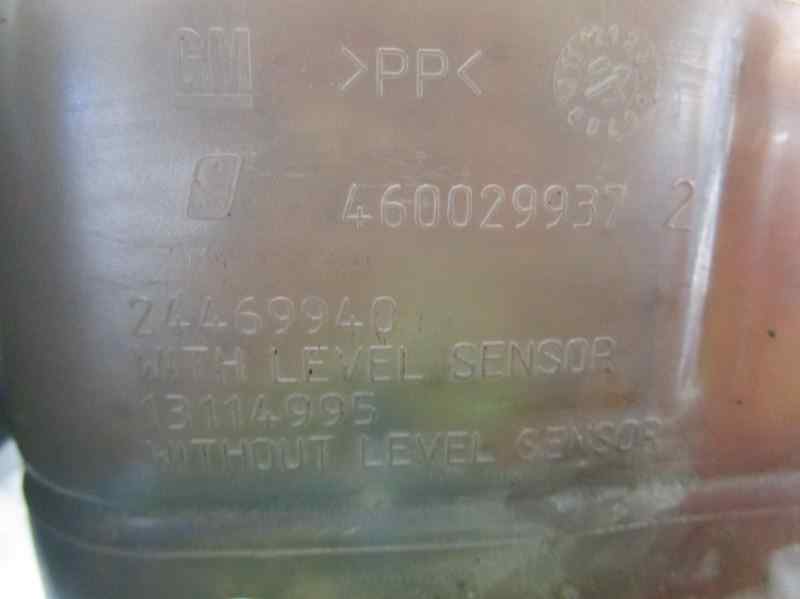 GM >PP<
460029937 2
24469940
WITH LEVEL SENSOR
13114995
WITHOUT LEVEL SENSOR